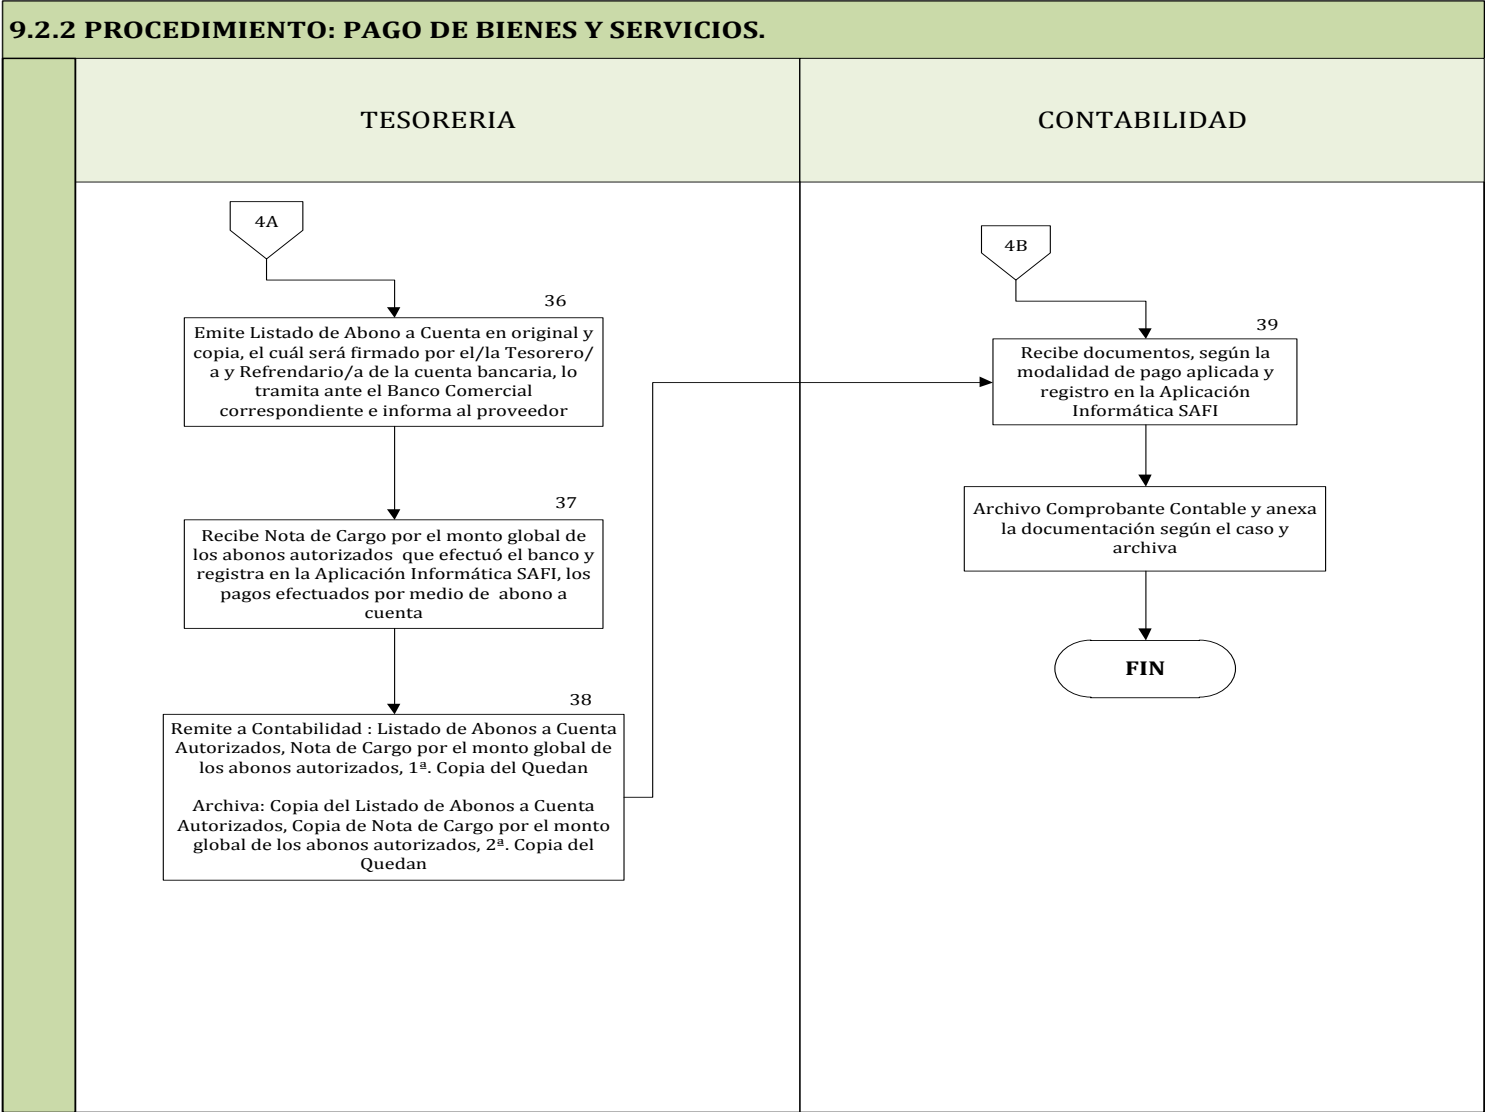 9.2.2 PROCEDIMIENTO: PAGO DE BIENES Y SERVICIOS.
TESORERIA
CONTABILIDAD
4A
36
Emite Listado de Abono a Cuenta en original y
copia, el cuál será firmado por el/la Tesorero/
a y Refrendario/a de la cuenta bancaria, lo
tramita ante el Banco Comercial
correspondiente e informa al proveedor
37
Recibe Nota de Cargo por el monto global de
los abonos autorizados  que efectuó el banco y
registra en la Aplicación Informática SAFI, los
pagos efectuados por medio de  abono a
cuenta
38
Remite a Contabilidad : Listado de Abonos a Cuenta
Autorizados, Nota de Cargo por el monto global de
los abonos autorizados, 1ª. Copia del Quedan
Archiva: Copia del Listado de Abonos a Cuenta
Autorizados, Copia de Nota de Cargo por el monto
global de los abonos autorizados, 2ª. Copia del
Quedan
4B
39
Recibe documentos, según la
modalidad de pago aplicada y
registro en la Aplicación
Informática SAFI
Archivo Comprobante Contable y anexa
la documentación según el caso y
archiva
FIN